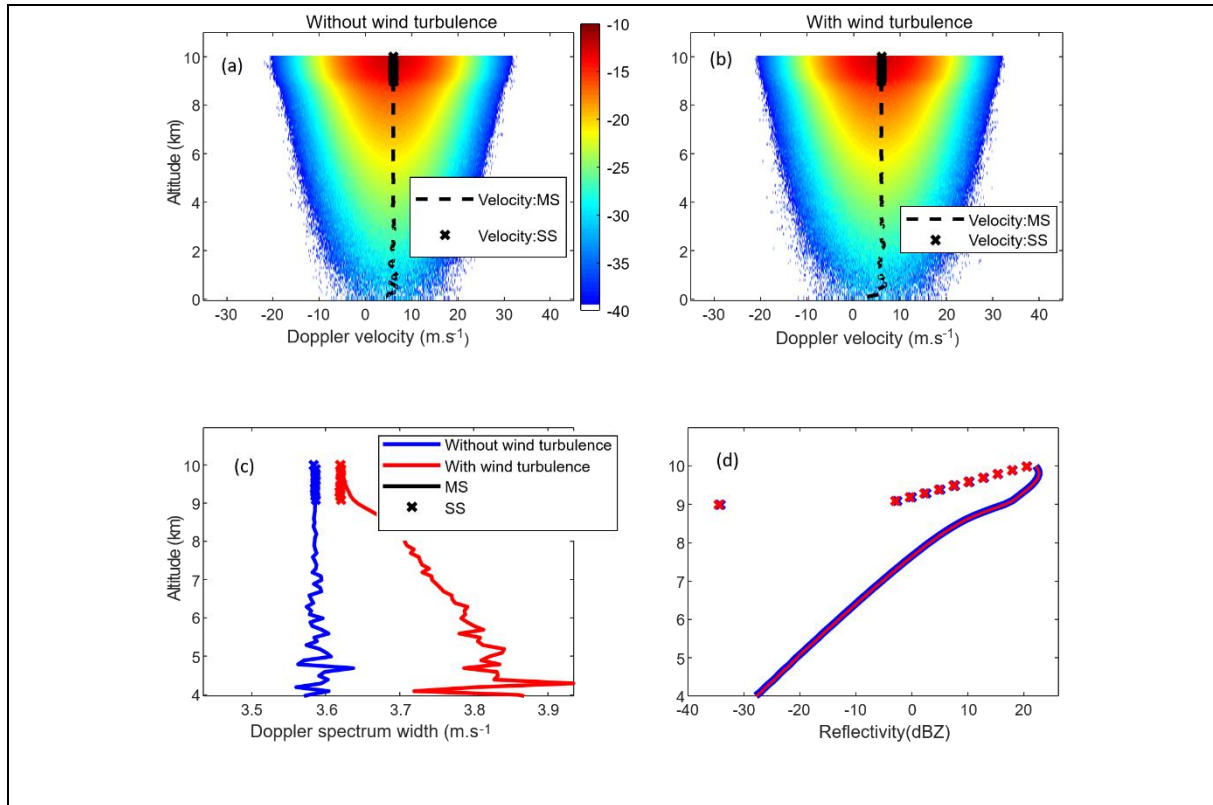 Without wind turbulence
With wind turbulence
(a)
(b)
Altitude (km)
10
8
6
4
2
0
-30 -20 -10 0 10 20 30 40
Doppler velocity (m.s-1)
Velocity:MS
Velocity:SS
-10
-15
-20
-25
-30
-35
-40
10
8
6
4
2
0
-30 -20 -10 0 10 20 30 40
Doppler velocity (m.s-1)
Velocity:MS
Velocity:SS
(c)
Altitude (km)
10
9
8
7
6
5
4
3.5 3.6 3.7 3.8 3.9
Doppler spectrum width (m.s-1
Without wind turbulence
With wind turbulence
MS
SS
(d)
10
9
8
7
6
5
4
-40 -30 -20 -10 0 10 20
Reflectivity(dBZ)